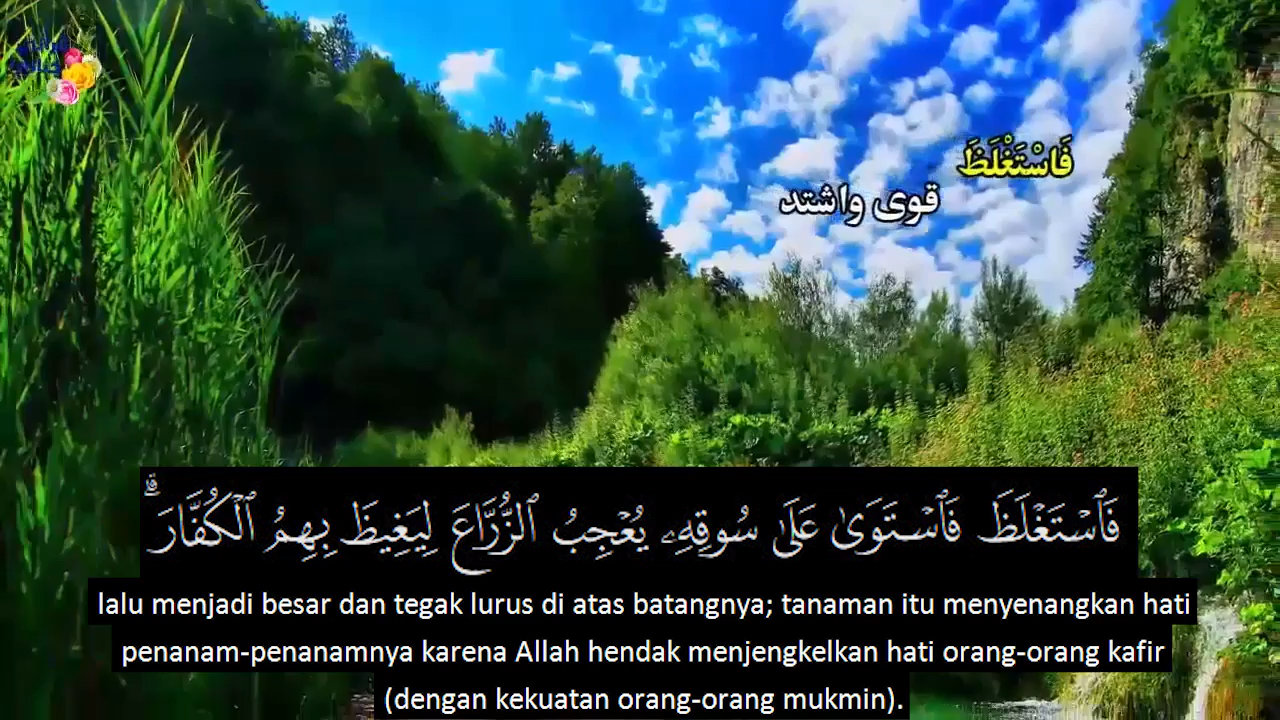 فَاسْتَغْلَظَ
قوى واشتد
فَٱسۡتَغۡلَظَ فَٱسۡتَوَىٰ عَلَىٰ سُوقِهِۦ يُعۡجِبُ ٱلزُّرَّاعَ لِيَغِيظَ بِهِمُ ٱلۡكُفَّارَۗ
lalu menjadi besar dan tegak lurus di atas batangnya; tanaman itu menyenangkan hati
penanam-penanamnya karena Allah hendak menjengkelkan hati orang-orang kafir
(dengan kekuatan orang-orang mukmin).